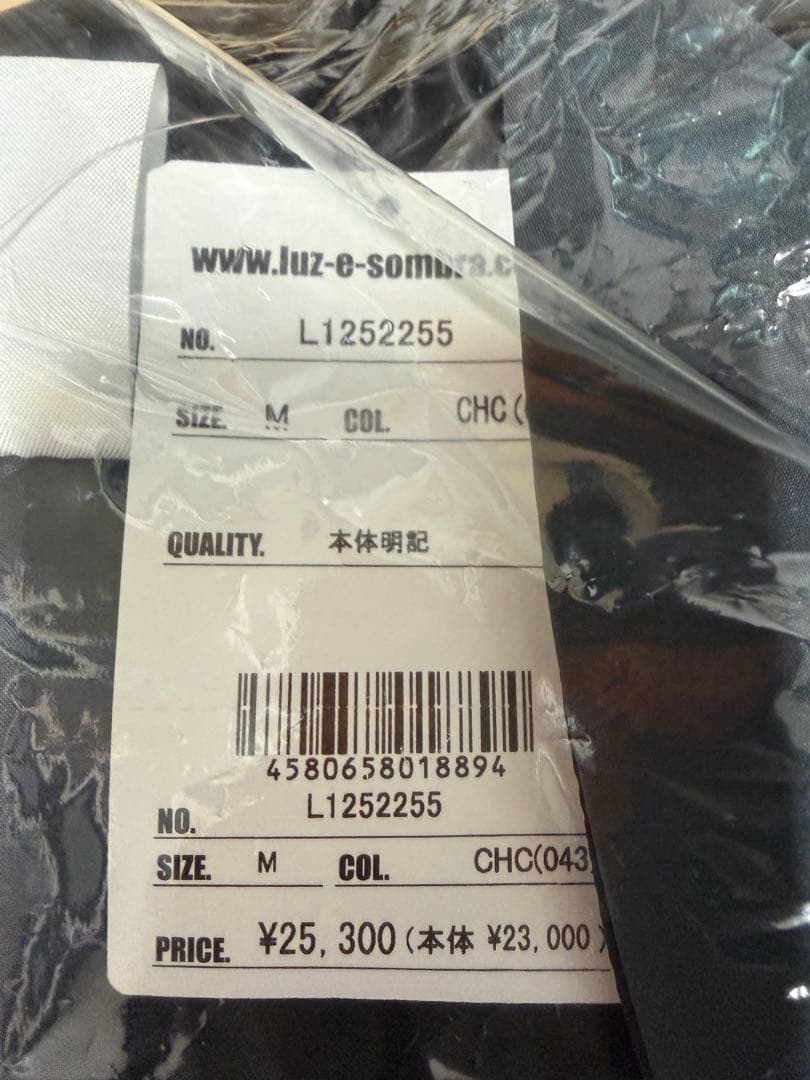 www.luz-e-sombra.c
NO. L1252255
SIZE. M COL. CHC(
QUALITY. 本体明記
4580658018894
NO. L1252255
SIZE. M COL. CHC(043
PRICE. ¥25,300(本体 ¥23,000)